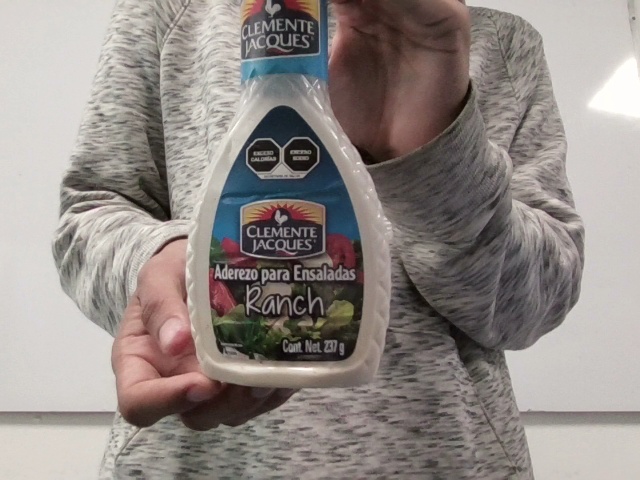 CLEMENTE
JACQUES
EXCESO
CALORÍAS
EXCESO
SODIO
CLEMENTE
JACQUES
Aderezo para Ensaladas
Ranch
Cont. Net. 237 g